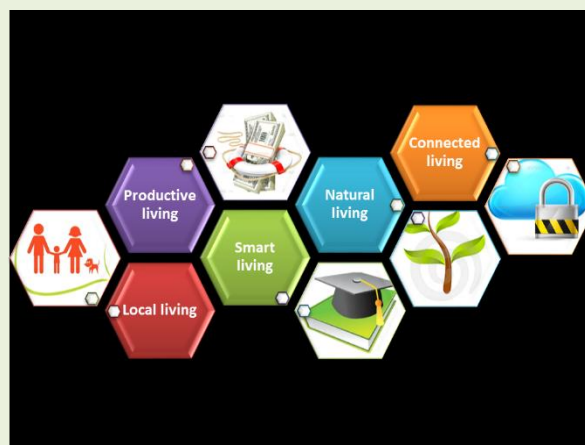 Connected
living
Productive
living
Natural
living
Smart
living
Local living